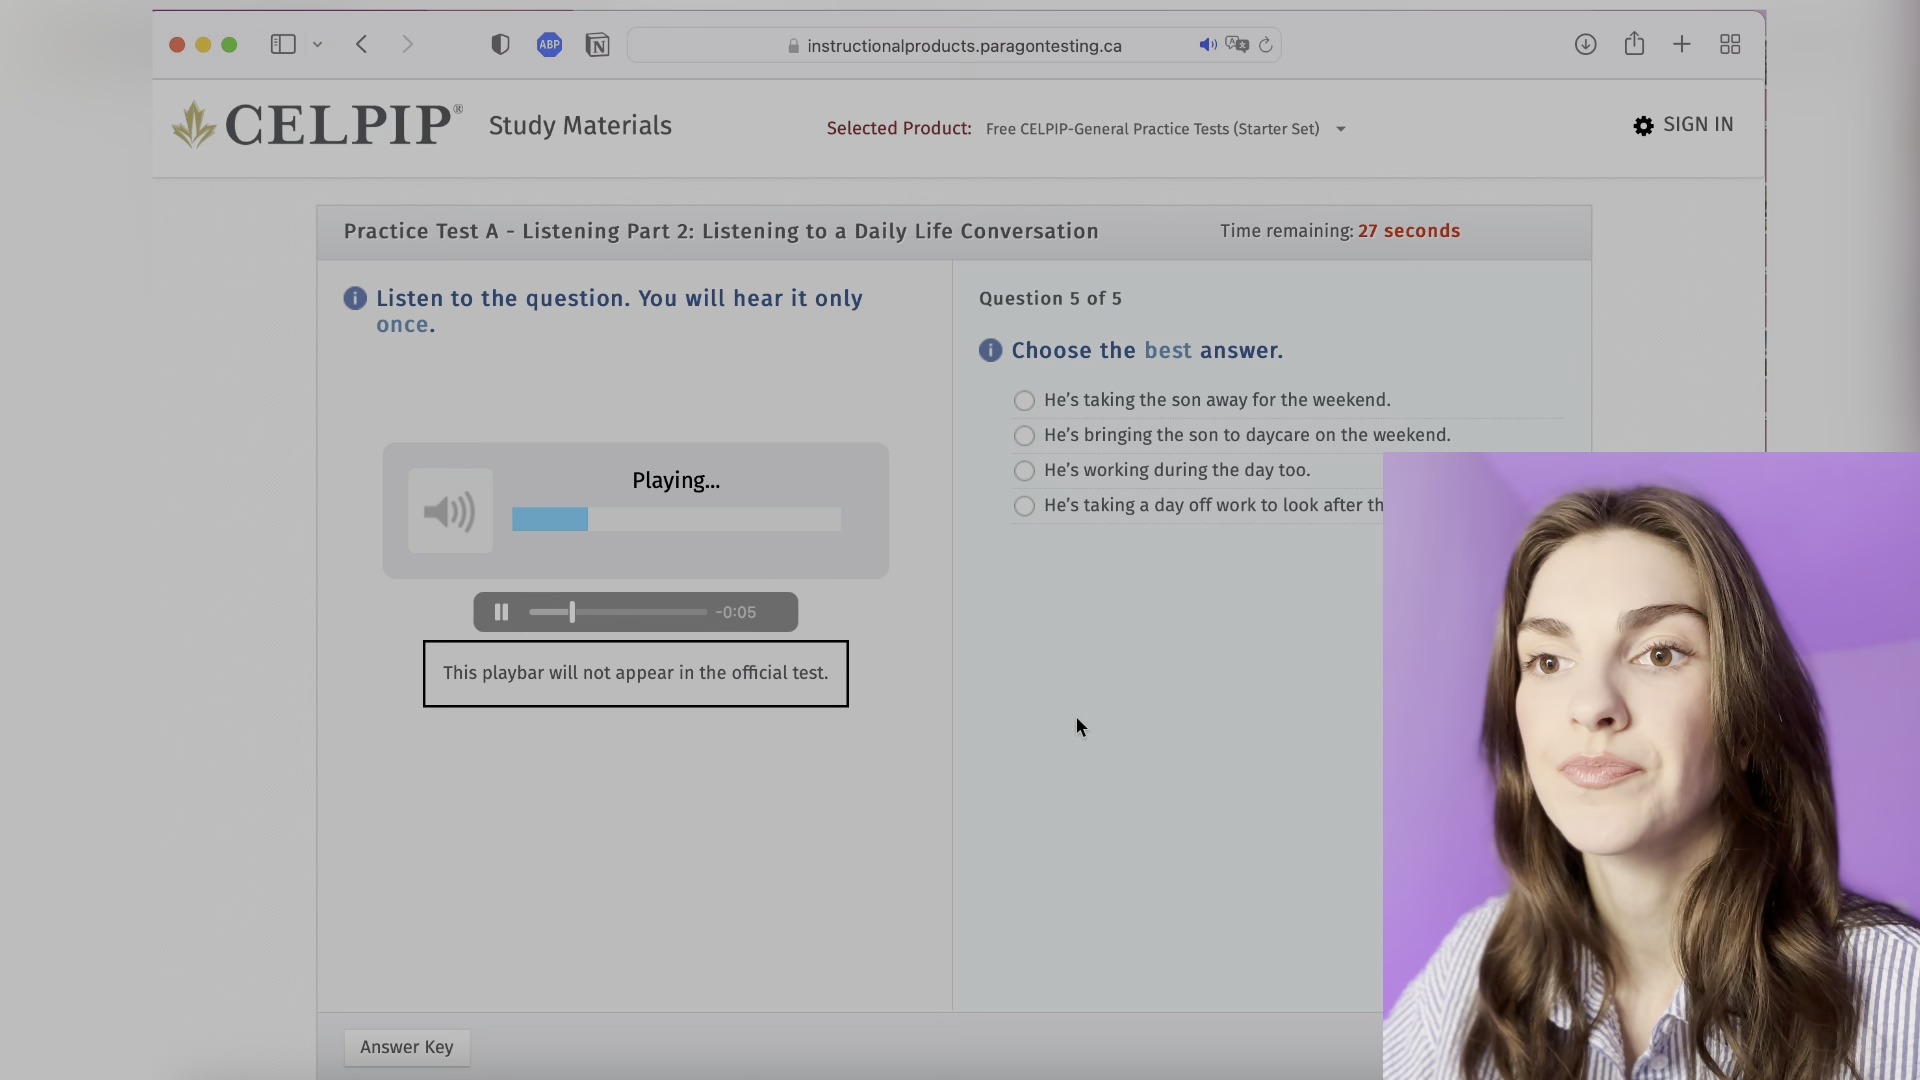 ABP
instructionalproducts.paragontesting.ca
CELPIP® Study Materials
Selected Product: Free CELPIP-General Practice Tests (Starter Set)
SIGN IN
Practice Test A - Listening Part 2: Listening to a Daily Life Conversation
Time remaining: 27 seconds
Listen to the question. You will hear it only
once.
Playing...
-0:05
This playbar will not appear in the official test.
Question 5 of 5
Choose the best answer.
He's taking the son away for the weekend.
He's bringing the son to daycare on the weekend.
He's working during the day too.
He's taking a day off work to look after th
Answer Key